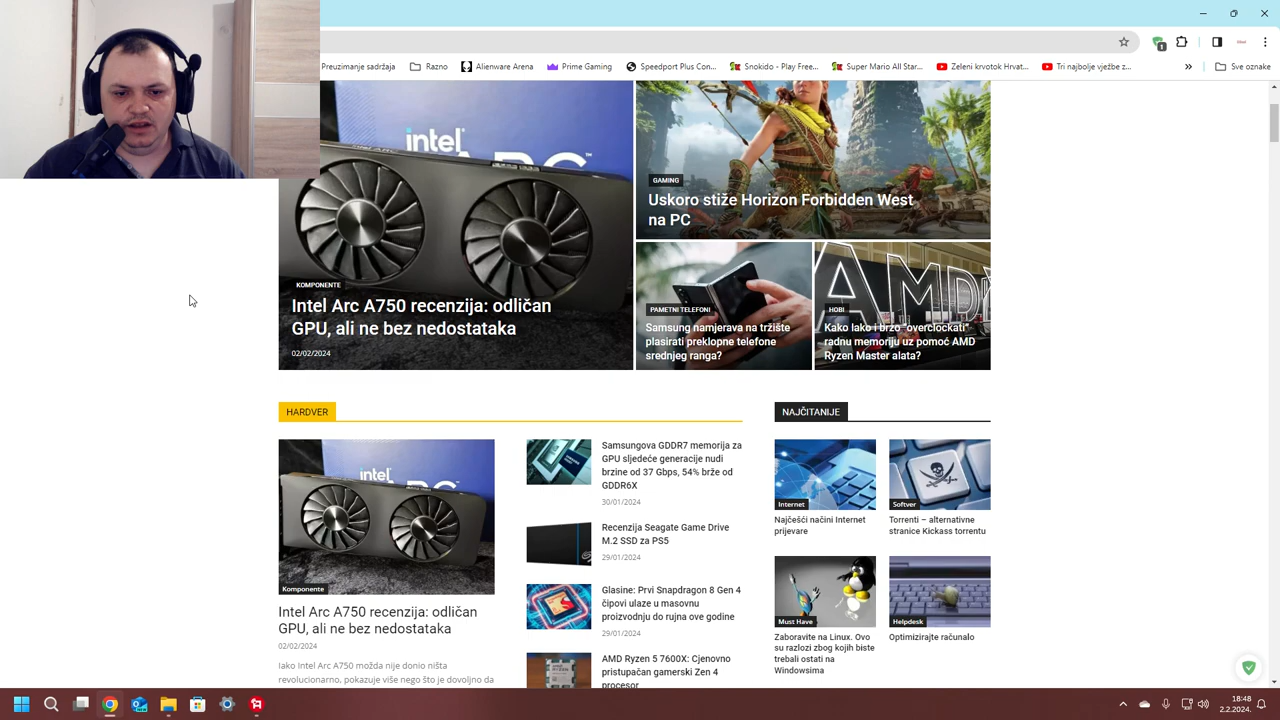 Preuzimanje sadržaja
Razno
Alienware Arena
Prime Gaming
Speedport Plus Con...
Snokido - Play Free...
Super Mario All Star...
Zeleni krvotok Hrvat...
Tri najbolje vježbe z...
»
Sve oznake
intel
ARC
KOMPONENTE
Intel Arc A750 recenzija: odličan
GPU, ali ne bez nedostataka
02/02/2024
GAMING
Uskoro stiže Horizon Forbidden West
na PC
PAMETNI TELEFONI
Samsung namjerava na tržište
plasirati preklopne telefone
srednjeg ranga?
AMD
HOBI
Kako lako i brzo "overclockati"
radnu memoriju uz pomoć AMD
Ryzen Master alata?
HARDVER
intel
Komponente
Intel Arc A750 recenzija: odličan
GPU, ali ne bez nedostataka
02/02/2024
Iako Intel Arc A750 možda nije donio ništa
revolucionarno, pokazuje više nego što je dovoljno da
Samsungova GDDR7 memorija za
GPU sljedeće generacije nudi
brzine od 37 Gbps, 54% brže od
GDDR6X
30/01/2024
Recenzija Seagate Game Drive
M.2 SSD za PS5
29/01/2024
Glasine: Prvi Snapdragon 8 Gen 4
čipovi ulaze u masovnu
proizvodnju do rujna ove godine
29/01/2024
AMD Ryzen 5 7600X: Cjenovno
pristupačan gamerski Zen 4
procesor
NAJČITANIJE
Internet
Najčešći načini Internet
prijevare
Softver
Torrenti – alternativne
stranice Kickass torrentu
Must Have
Zaboravite na Linux. Ovo
su razlozi zbog kojih biste
trebali ostati na
Windowsima
Helpdesk
Optimizirajte računalo
18:48
2.2.2024.